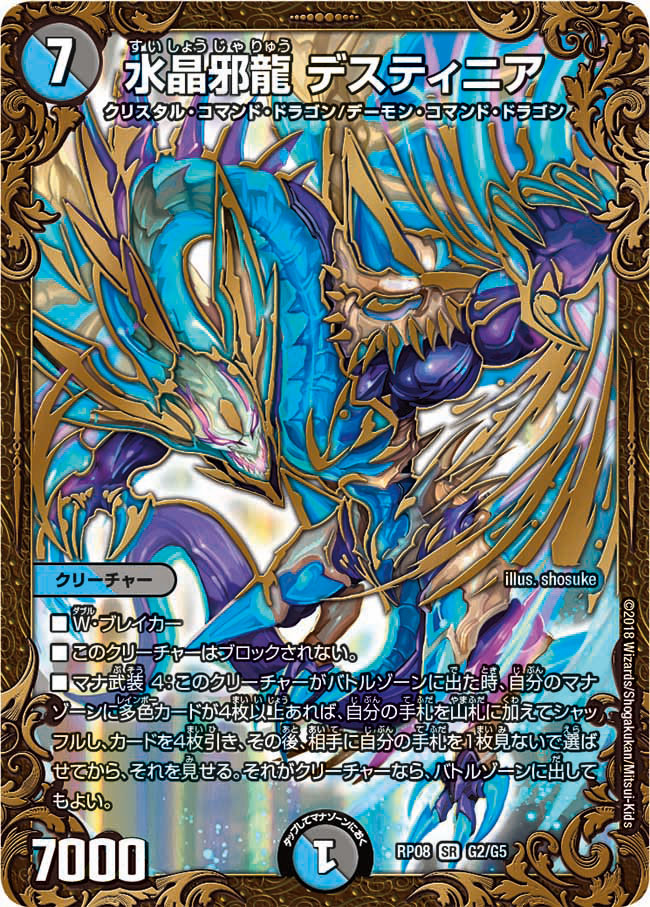 7
水晶邪龍 デスティニア
すいしょうじゃりゅう
クリスタル・コマンド・ドラゴン/デーモン・コマンド・ドラゴン
illus. shosuke
クリーチャー
■W・ブレイカー
ダブル
■このクリーチャーはブロックされない。
■マナ武装 4:このクリーチャーがバトルゾーンに出た時、自分のマナ
ゾーンに多色カードが4枚以上あれば、自分の手札を山札に加えてシャッ
フルし、カードを4枚引き、その後、相手に自分の手札を1枚見ないで選ば
せてから、それを見せる。それがクリーチャーなら、バトルゾーンに出して
もよい。
©2018 Wizards/Shogakukan/Mitsui-Kids
7000
タップしてマナゾーンにおく
1
RP08 SR G2/G5